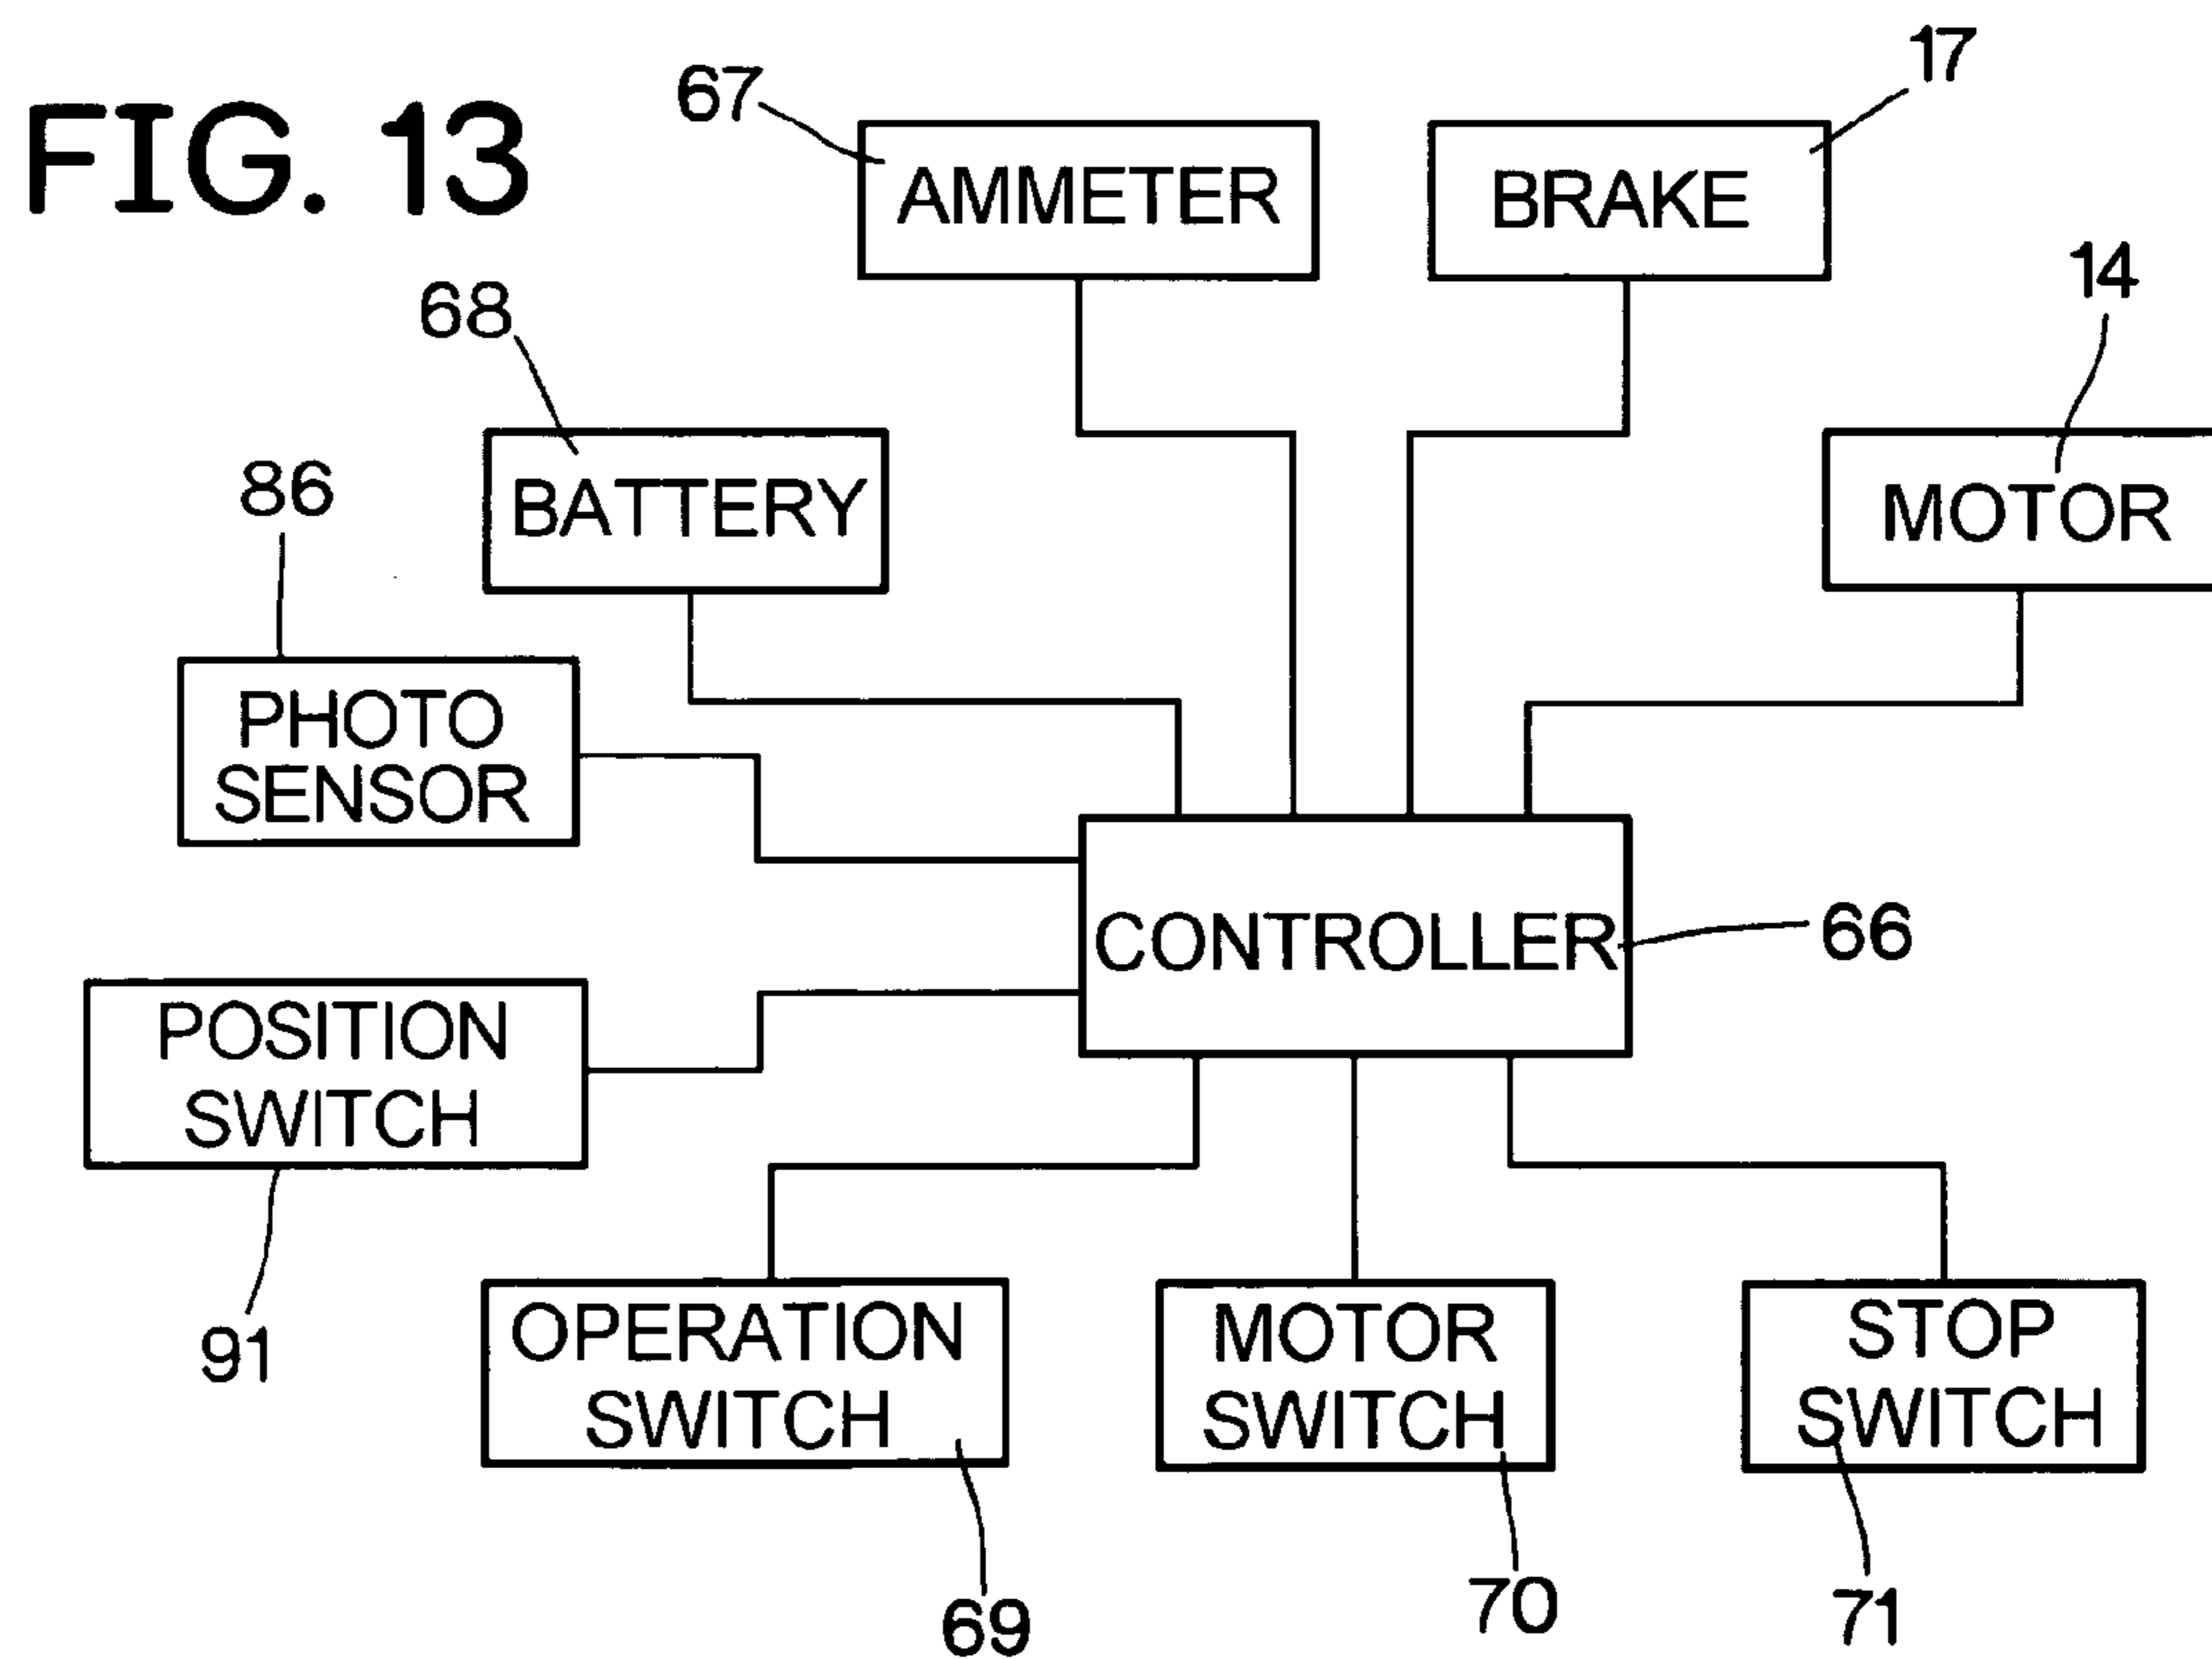 FIG. 13
67
AMMETER
17
BRAKE
14
MOTOR
68
BATTERY
86
PHOTO
SENSOR
CONTROLLER
66
POSITION
SWITCH
91
OPERATION
SWITCH
69
MOTOR
SWITCH
70
STOP
SWITCH
71